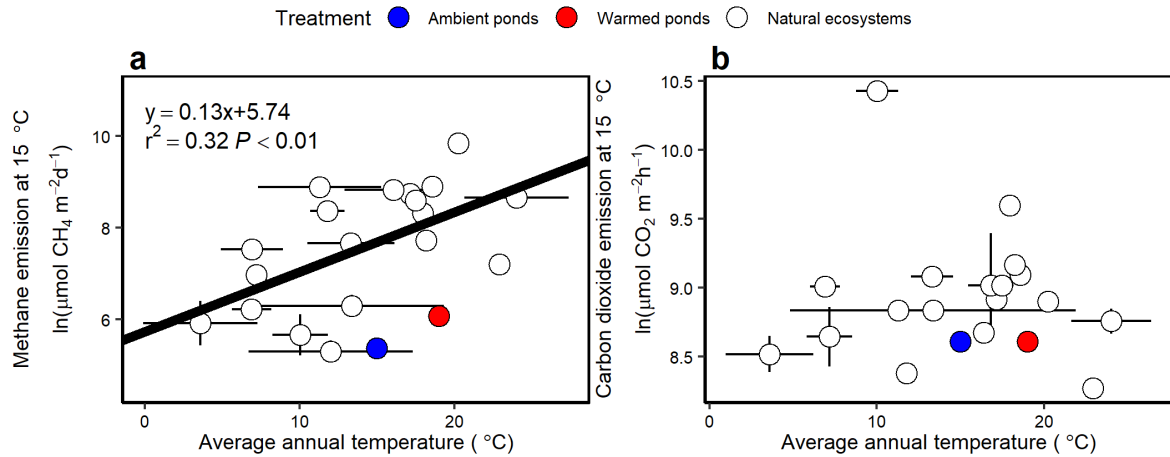 Treatment Ambient ponds Warmed ponds Natural ecosystems
a
Methane emission at 15 °C
ln(μmol CH₄ m⁻²d⁻¹)
y = 0.13x+5.74
r² = 0.32 P < 0.01
10
8
6
0 10 20
Average annual temperature ( °C)
b
Carbon dioxide emission at 15 °C
ln(μmol CO₂ m⁻²h⁻¹)
10.5
10.0
9.5
9.0
8.5
0 10 20
Average annual temperature ( °C)